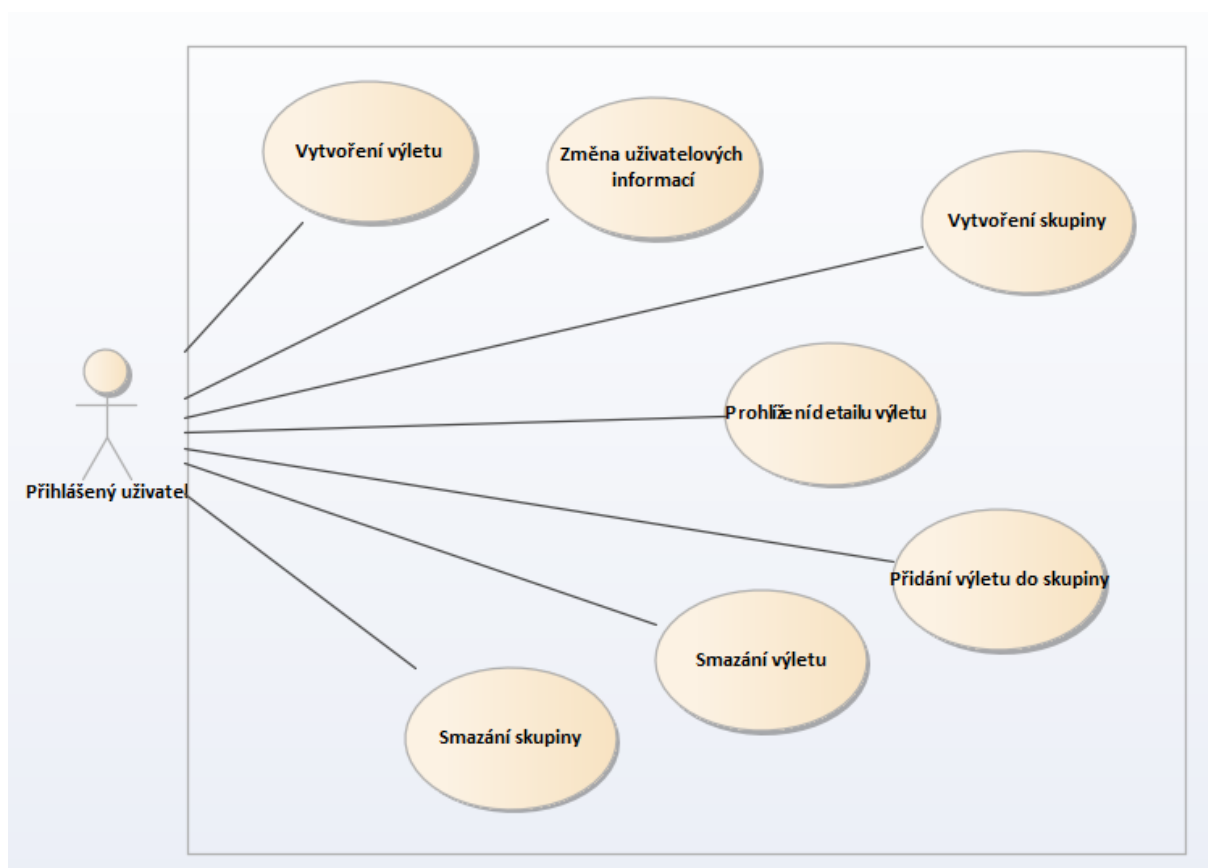 Vytvoření výletu
Změna uživatelových
informací
Vytvoření skupiny
Prohlížení detailu výletu
Přihlášený uživatel
Přidání výletu do skupiny
Smazání výletu
Smazání skupiny